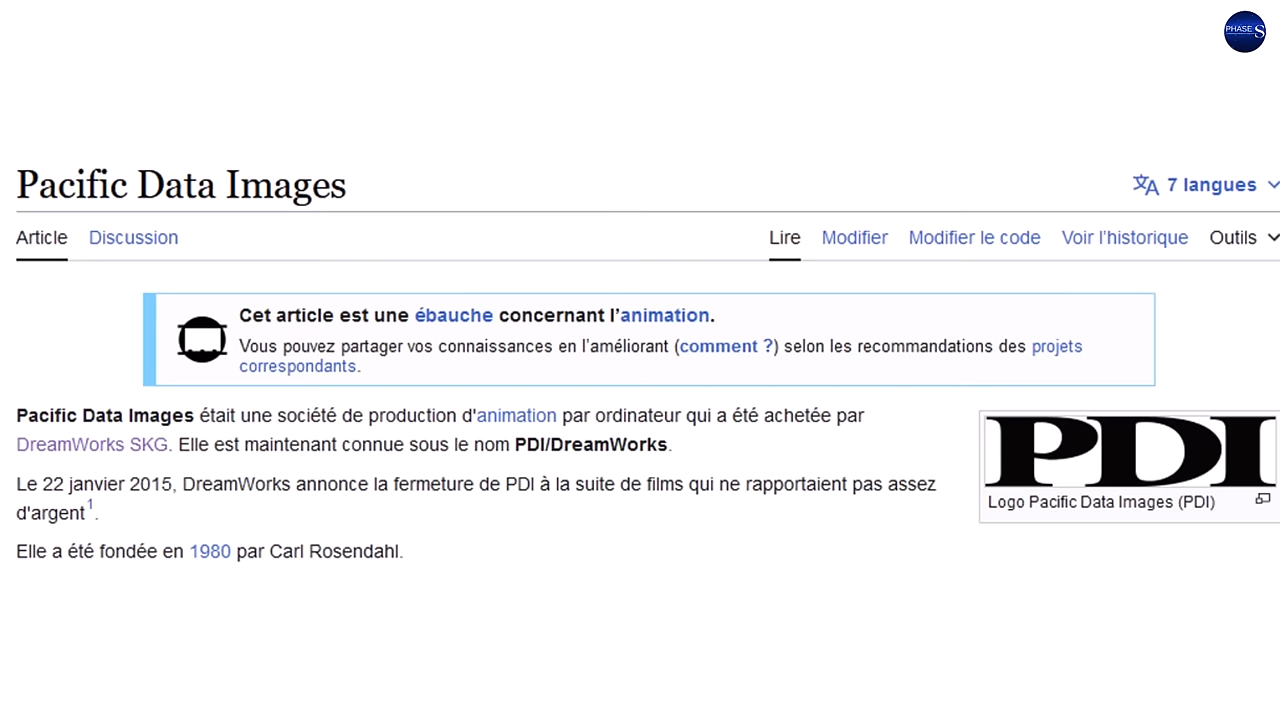 PHASE S
Pacific Data Images
7 langues
Article Discussion Lire Modifier Modifier le code Voir l'historique Outils
Cet article est une ébauche concernant l’animation.
Vous pouvez partager vos connaissances en l’améliorant (comment ?) selon les recommandations des projets
correspondants.
Pacific Data Images était une société de production d'animation par ordinateur qui a été achetée par
DreamWorks SKG. Elle est maintenant connue sous le nom PDI/DreamWorks.
Le 22 janvier 2015, DreamWorks annonce la fermeture de PDI à la suite de films qui ne rapportaient pas assez
d'argent1.
Elle a été fondée en 1980 par Carl Rosendahl.
PDI
Logo Pacific Data Images (PDI)